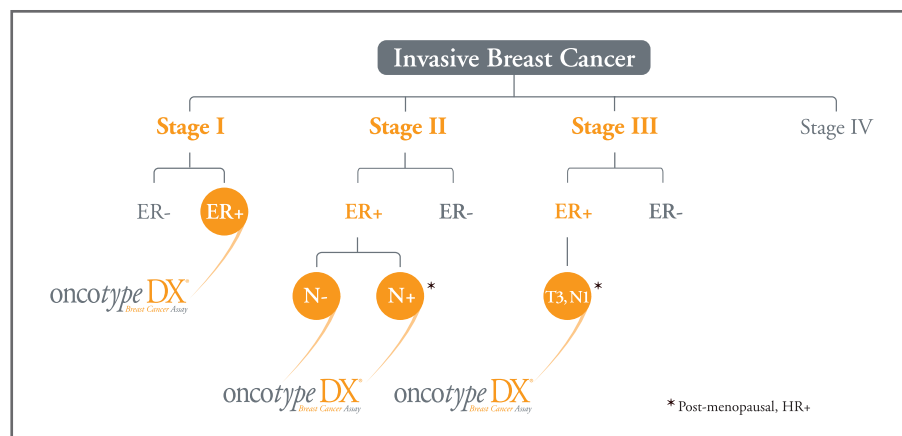 Invasive Breast Cancer
Stage I Stage II Stage III Stage IV
ER- ER+ ER+ ER- ER+ ER-
N- N+ * T3, N1 *
oncotype DX®
Breast Cancer Assay
oncotype DX® oncotype DX®
Breast Cancer Assay Breast Cancer Assay
* Post-menopausal, HR+